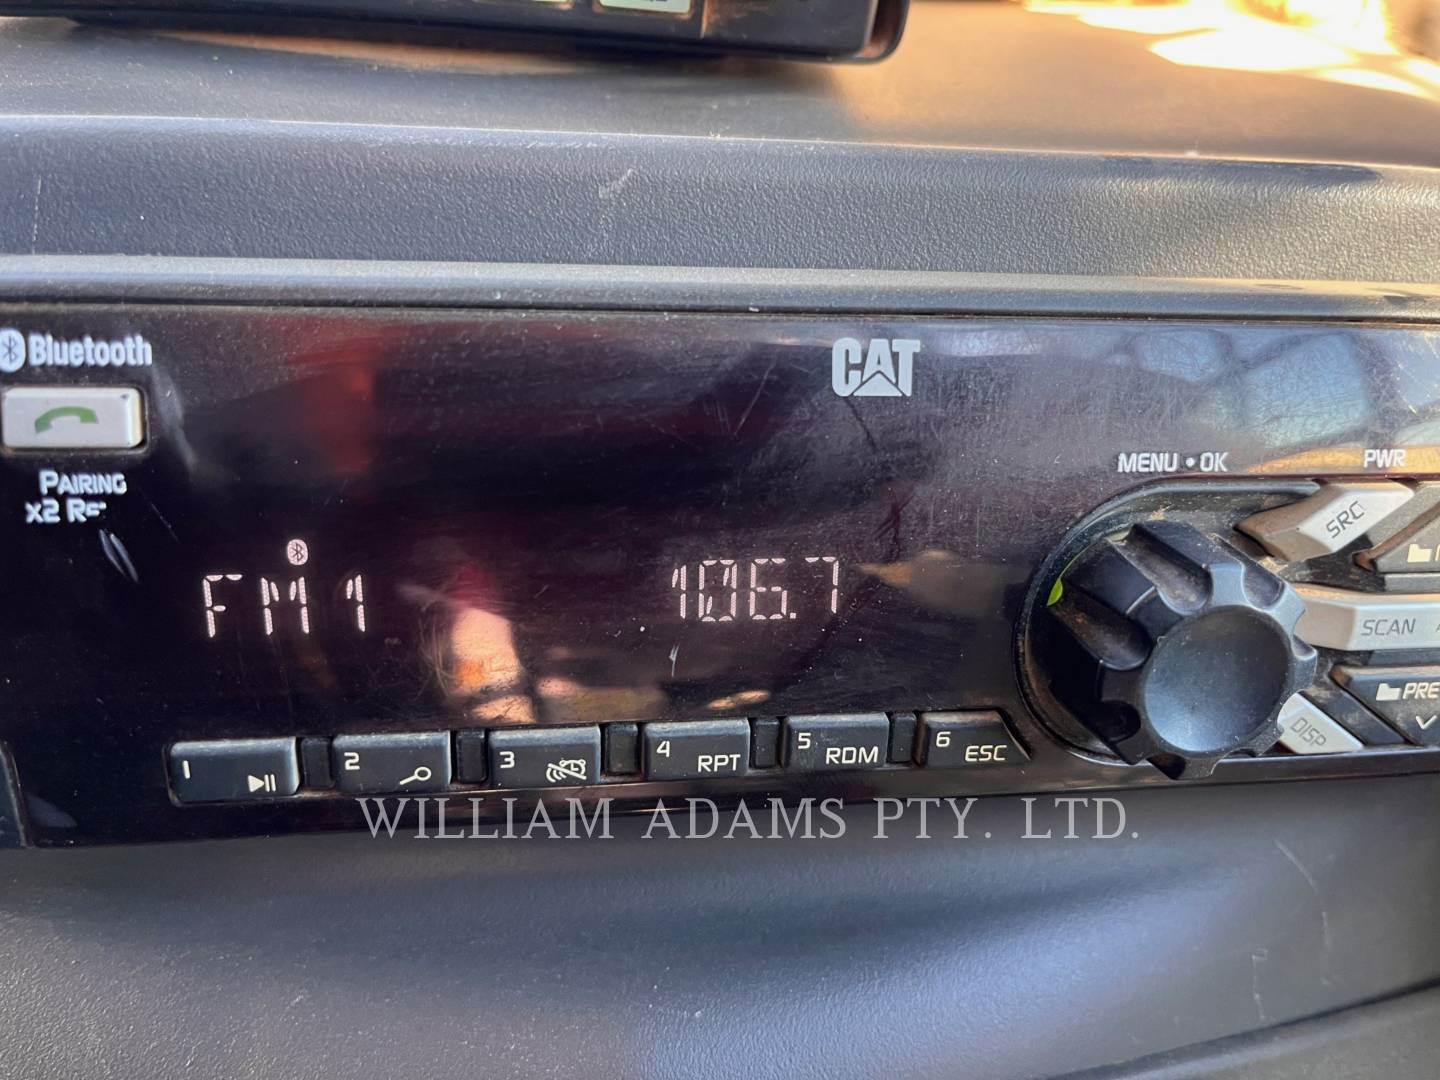 Bluetooth
CAT
MENU • OK
PWR
PAIRING
x2
SRC
FM1
106.7
SCAN
PRE
DISP
1
2
3
4 RPT
5 RDM
6 ESC
WILLIAM ADAMS PTY. LTD.